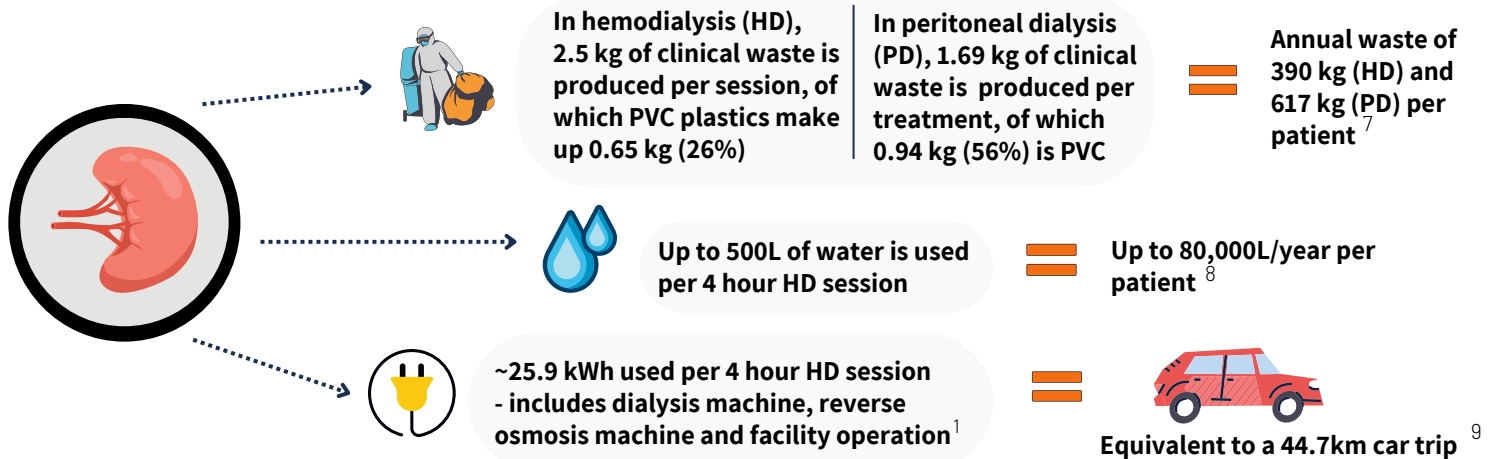 In hemodialysis (HD),
2.5 kg of clinical waste is
produced per session, of
which PVC plastics make
up 0.65 kg (26%)
In peritoneal dialysis
(PD), 1.69 kg of clinical
waste is produced per
treatment, of which
0.94 kg (56%) is PVC
Annual waste of
390 kg (HD) and
617 kg (PD) per
patient 7
Up to 500L of water is used
per 4 hour HD session
Up to 80,000L/year per
patient 8
~25.9 kWh used per 4 hour HD session
- includes dialysis machine, reverse
osmosis machine and facility operation 1
Equivalent to a 44.7km car trip 9